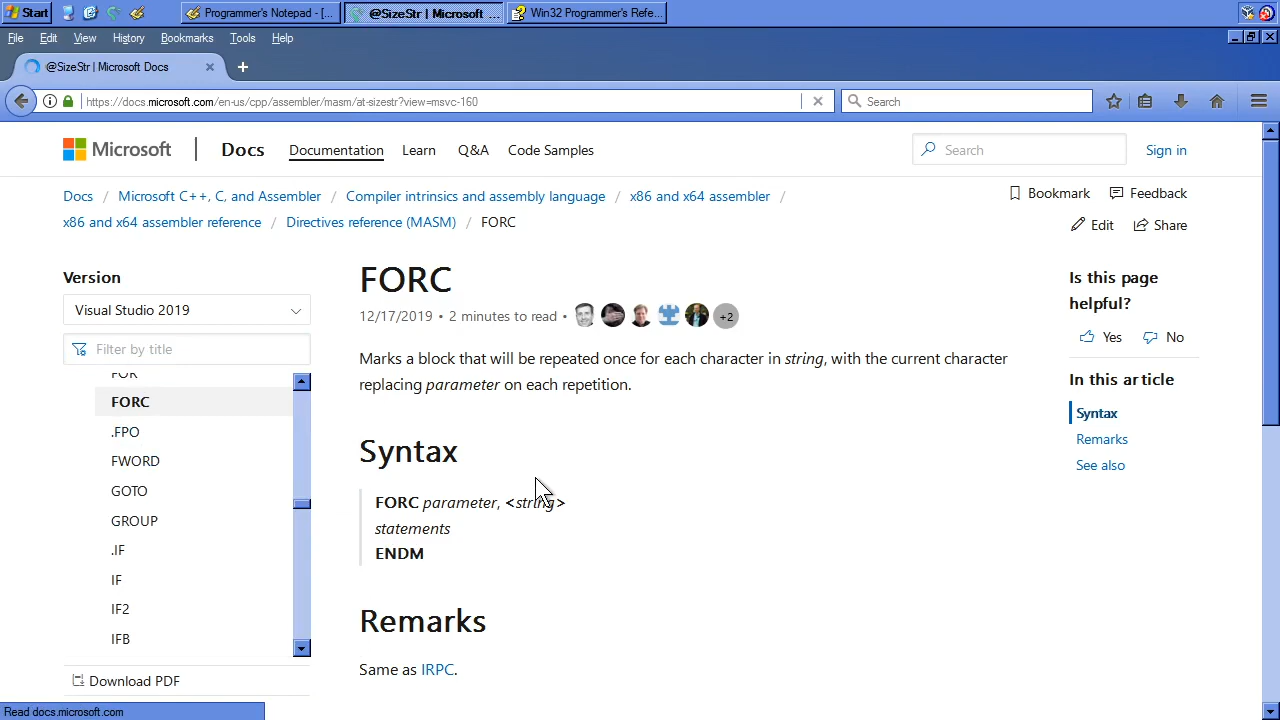 Start
Programmer's Notepad - [...
@SizeStr | Microsoft ...
Win32 Programmer's Refe...
File Edit View History Bookmarks Tools Help
@SizeStr | Microsoft Docs
https://docs.microsoft.com/en-us/cpp/assembler/masm/at-sizestr?view=msvc-160
Search
Microsoft
Docs
Documentation
Learn
Q&A
Code Samples
Search
Sign in
Docs / Microsoft C++, C, and Assembler / Compiler intrinsics and assembly language / x86 and x64 assembler /
x86 and x64 assembler reference / Directives reference (MASM) / FORC
Bookmark
Feedback
Edit
Share
Version
Visual Studio 2019
Filter by title
FOR
FORC
.FPO
FWORD
GOTO
GROUP
.IF
IF
IF2
IFB
Download PDF
FORC
12/17/2019 • 2 minutes to read •
+2
Marks a block that will be repeated once for each character in string, with the current character
replacing parameter on each repetition.
Syntax
FORC parameter, <string>
statements
ENDM
Remarks
Same as IRPC.
Is this page
helpful?
Yes
No
In this article
Syntax
Remarks
See also
Read docs.microsoft.com